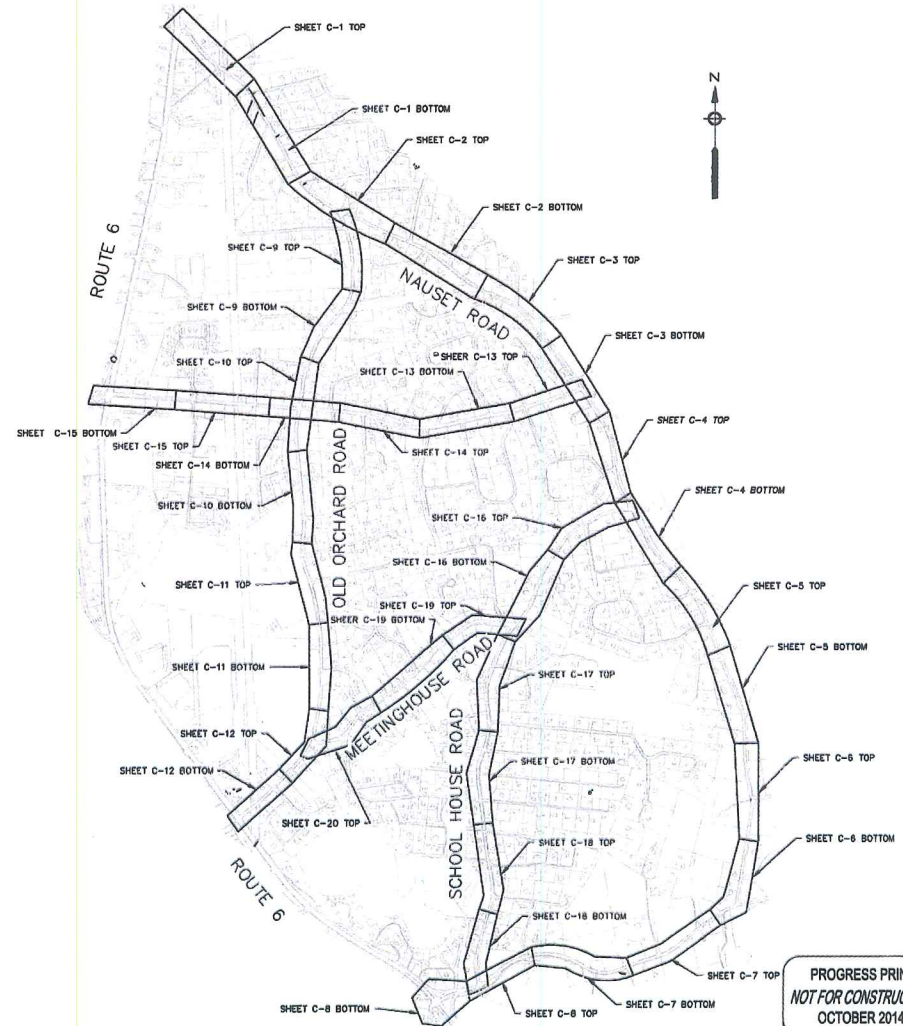 SHEET C-1 TOP
N
SHEET C-1 BOTTOM
SHEET C-2 TOP
SHEET C-2 BOTTOM
ROUTE 6
SHEET C-9 TOP
SHEET C-3 TOP
NAUSET ROAD
SHEET C-9 BOTTOM
SHEET C-3 BOTTOM
SHEET C-10 TOP
SHEER C-13 TOP
SHEET C-13 BOTTOM
SHEET C-4 TOP
SHEET C-15 BOTTOM
SHEET C-15 TOP
SHEET C-14 TOP
SHEET C-14 BOTTOM
OLD ORCHARD ROAD
SHEET C-4 BOTTOM
SHEET C-10 BOTTOM
SHEET C-16 TOP
SHEET C-16 BOTTOM
SHEET C-11 TOP
SHEET C-5 TOP
SHEET C-19 TOP
SHEER C-19 BOTTOM
SHEET C-5 BOTTOM
SHEET C-11 BOTTOM
MEETINGHOUSE ROAD
SHEET C-17 TOP
SHEET C-12 TOP
SCHOOL HOUSE ROAD
SHEET C-6 TOP
SHEET C-17 BOTTOM
SHEET C-12 BOTTOM
SHEET C-20 TOP
SHEET C-6 BOTTOM
SHEET C-18 TOP
ROUTE 6
SHEET C-18 BOTTOM
SHEET C-7 TOP
PROGRESS PRIN
NOT FOR CONSTRUC
OCTOBER 2014
SHEET C-8 BOTTOM
SHEET C-8 TOP
SHEET C-7 BOTTOM